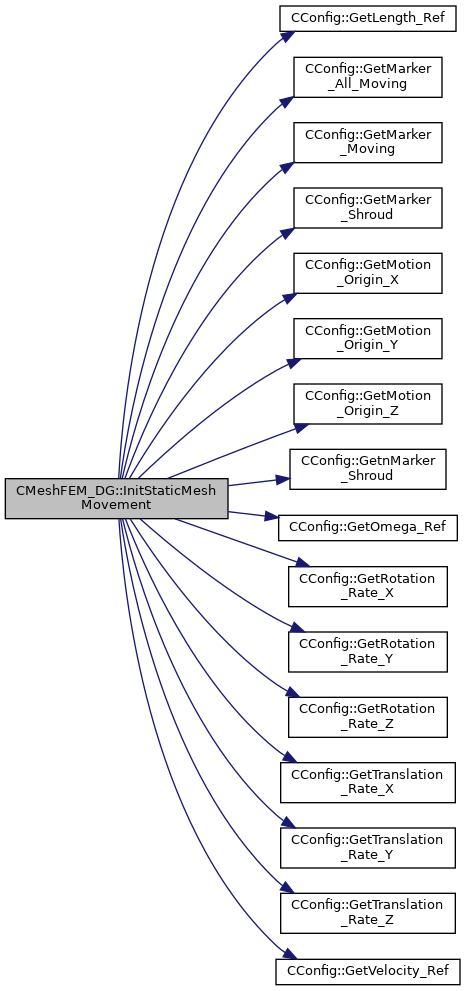 CConfig::GetLength_Ref
CConfig::GetMarker
_All_Moving
CConfig::GetMarker
_Moving
CConfig::GetMarker
_Shroud
CConfig::GetMotion
_Origin_X
CConfig::GetMotion
_Origin_Y
CConfig::GetMotion
_Origin_Z
CConfig::GetnMarker
_Shroud
CMeshFEM_DG::InitStaticMesh
Movement
CConfig::GetOmega_Ref
CConfig::GetRotation
_Rate_X
CConfig::GetRotation
_Rate_Y
CConfig::GetRotation
_Rate_Z
CConfig::GetTranslation
_Rate_X
CConfig::GetTranslation
_Rate_Y
CConfig::GetTranslation
_Rate_Z
CConfig::GetVelocity_Ref